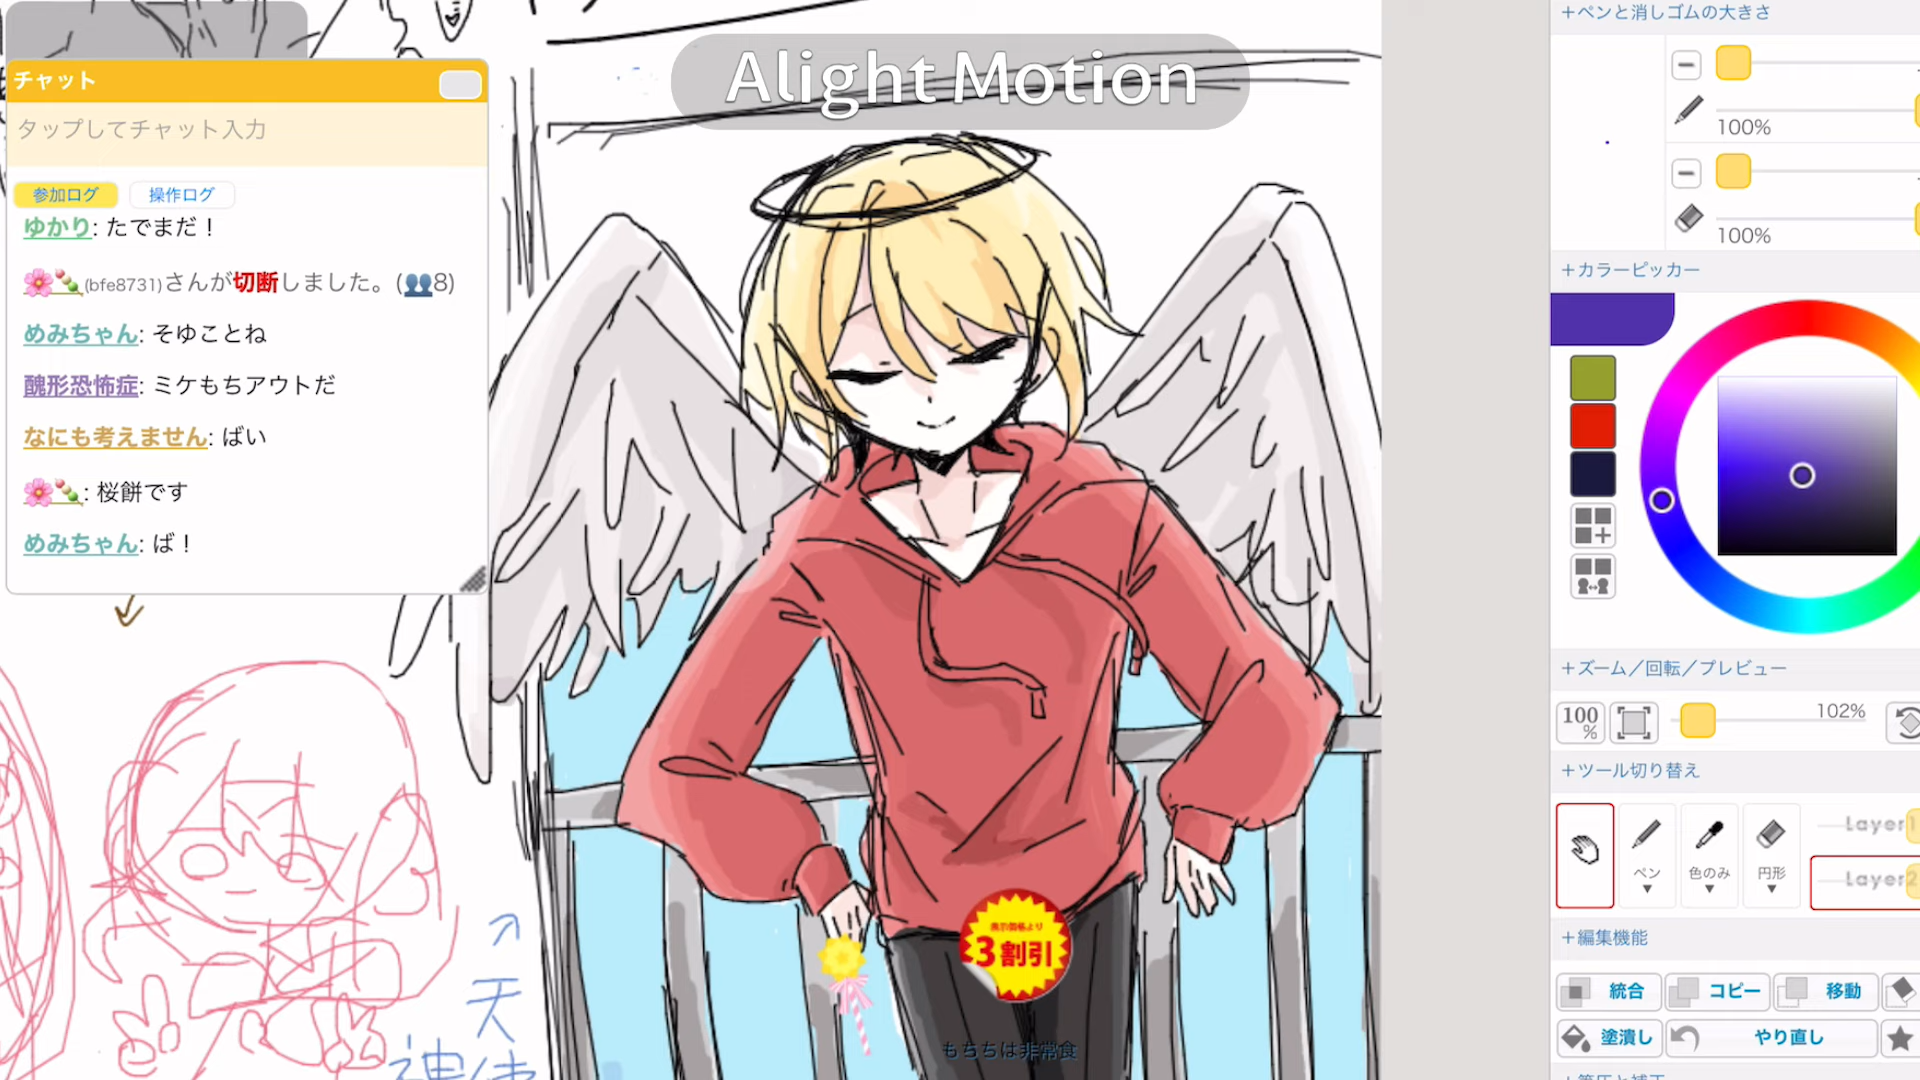 Alight Motion
チャット
タップしてチャット入力
参加ログ 操作ログ
ゆかり: たでまだ！
(bfe8731)さんが切断しました。(8)
めみちゃん: そゆことね
醜形恐怖症: ミケもちアウトだ
なにも考えません: ばい
: 桜餅です
めみちゃん: ば！
天
表示価格より
3割引
もちちは非常食
+ペンと消しゴムの大きさ
100%
100%
+カラーピッカー
+ズーム／回転／プレビュー
100%
102%
+ツール切り替え
ペン
色のみ
円形
Layer1
Layer2
+編集機能
統合
コピー
移動
塗潰し
やり直し